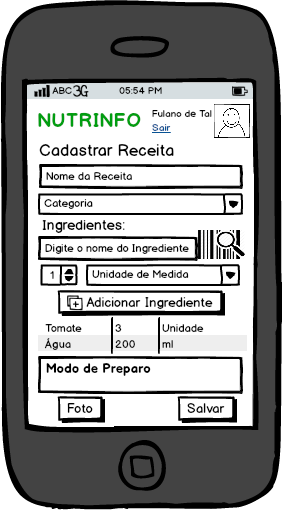 ABC 3G 05:54 PM
NUTRINFO
Fulano de Tal
Sair
Cadastrar Receita
Nome da Receita
Categoria
Ingredientes:
Digite o nome do Ingrediente
1 Unidade de Medida
Adicionar Ingrediente
Tomate 3 Unidade
Água 200 ml
Modo de Preparo
Foto Salvar